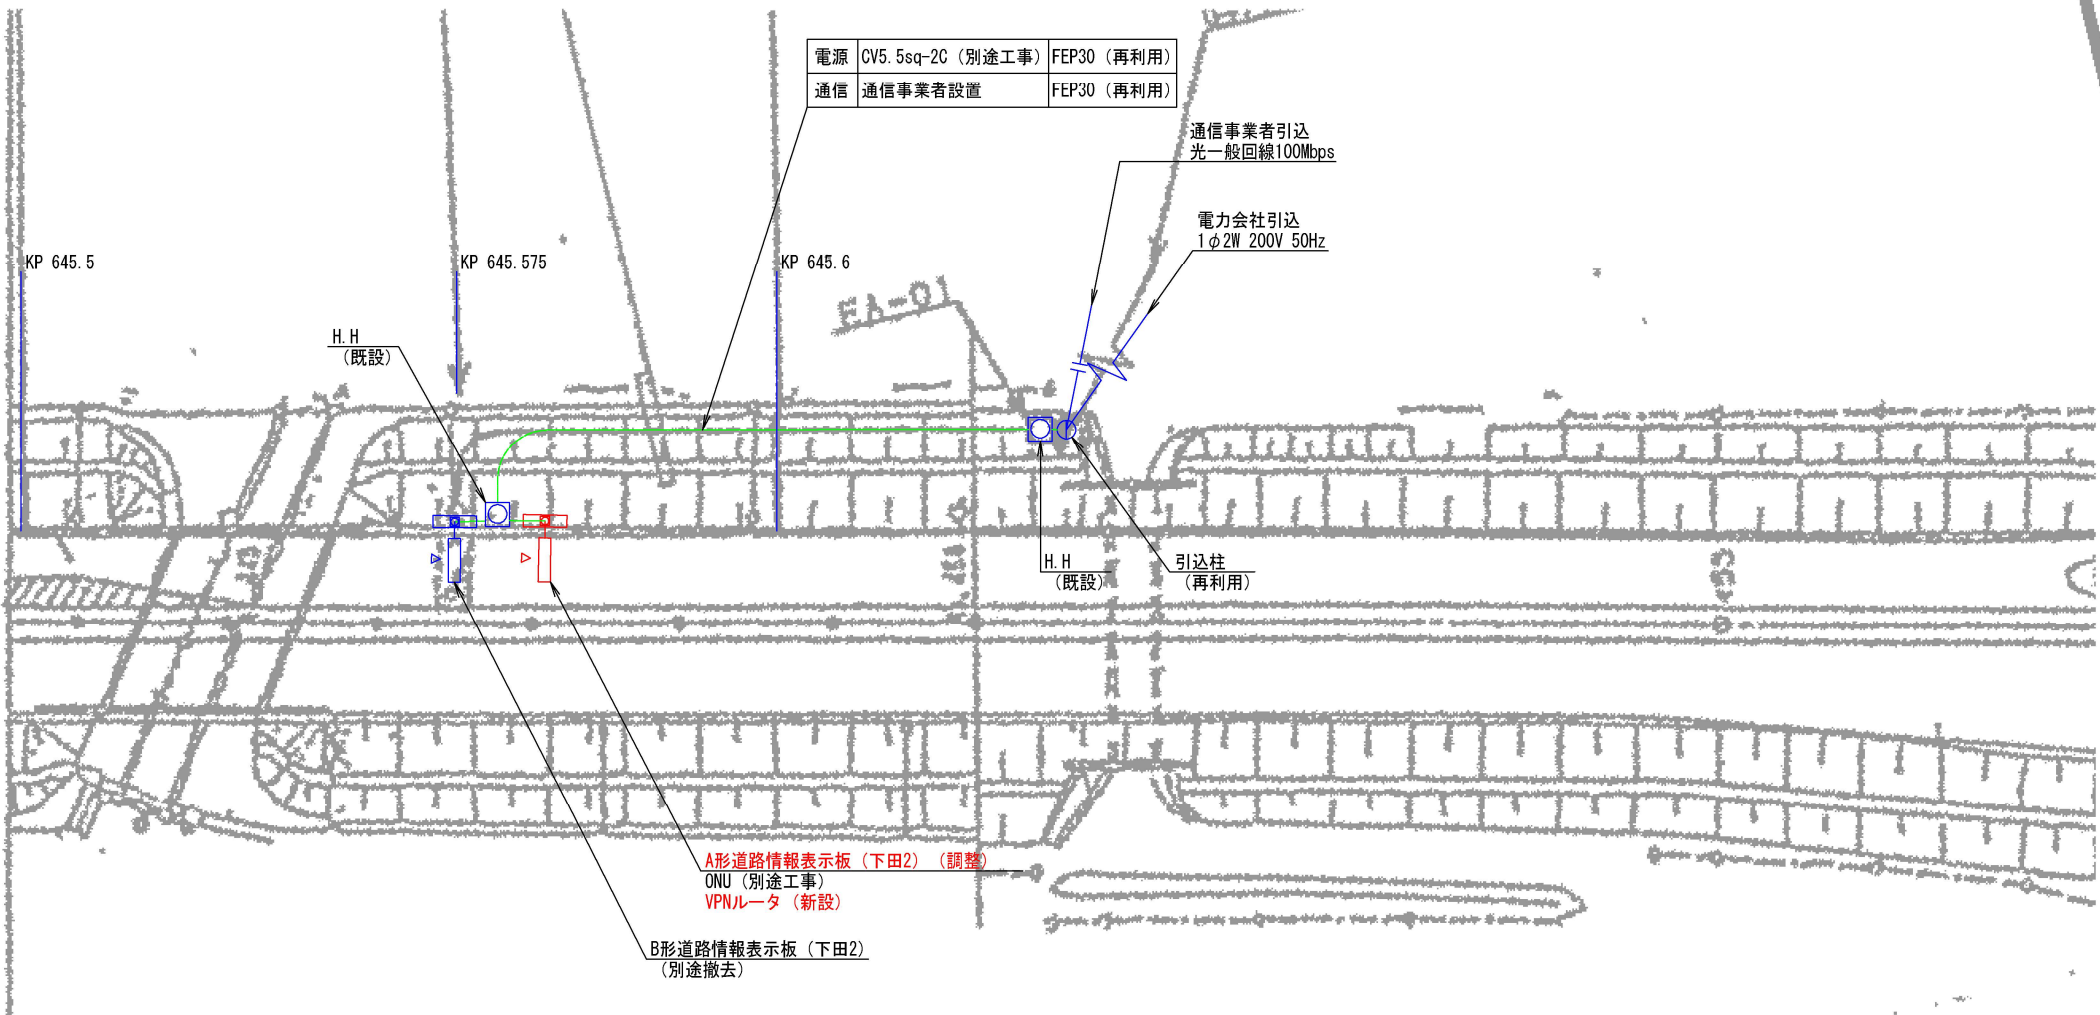 電源 CV5.5sq-2C（別途工事） FEP30（再利用）
通信 通信事業者設置 FEP30（再利用）
通信事業者引込
光一般回線100Mbps
電力会社引込
1φ2W 200V 50Hz
KP 645.5
KP 645.575
KP 645.6
EA-01
H.H
（既設）
H.H
（既設）
引込柱
（再利用）
A形道路情報表示板（下田2）（調整）
ONU（別途工事）
VPNルータ（新設）
B形道路情報表示板（下田2）
（別途撤去）